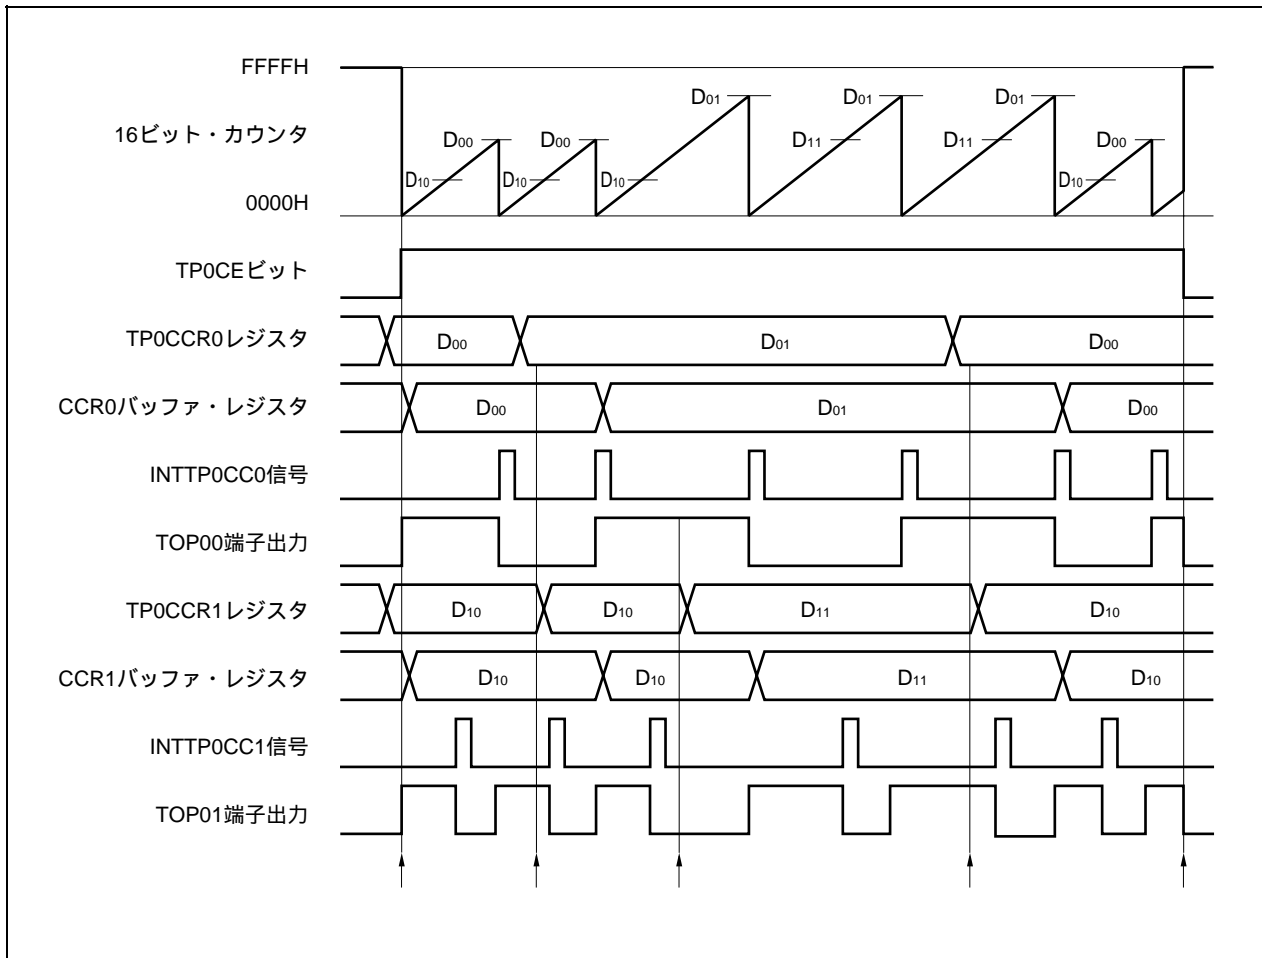 FFFFH
D01 D01 D01
16ビット・カウンタ
D00 D00 D11 D11 D00
D10 D10 D10 D10
0000H
TP0CEビット
TP0CCR0レジスタ D00 D01 D00
CCR0バッファ・レジスタ D00 D01 D00
INTTP0CC0信号
TOP00端子出力
TP0CCR1レジスタ D10 D10 D11 D10
CCR1バッファ・レジスタ D10 D10 D11 D10
INTTP0CC1信号
TOP01端子出力